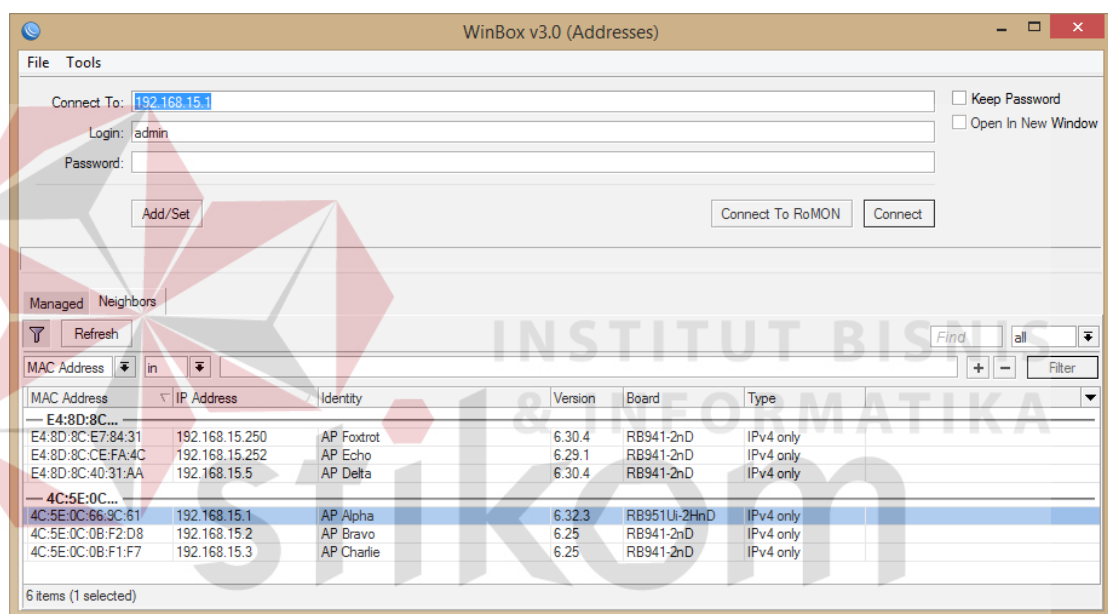 WinBox v3.0 (Addresses)
File Tools
Connect To: 192.168.15.1
Keep Password
Login: admin
Open In New Window
Password:
Add/Set Connect To RoMON Connect
Managed Neighbors
Refresh Find all
MAC Address in + − Filter
MAC Address IP Address Identity Version Board Type
E4:8D:8C...
E4:8D:8C:E7:84:31 192.168.15.250 AP Foxtrot 6.30.4 RB941-2nD IPv4 only
E4:8D:8C:CE:FA:4C 192.168.15.252 AP Echo 6.29.1 RB941-2nD IPv4 only
E4:8D:8C:40:31:AA 192.168.15.5 AP Delta 6.30.4 RB941-2nD IPv4 only
4C:5E:0C...
4C:5E:0C:66:9C:61 192.168.15.1 AP Alpha 6.32.3 RB951Ui-2HnD IPv4 only
4C:5E:0C:0B:F2:D8 192.168.15.2 AP Bravo 6.25 RB941-2nD IPv4 only
4C:5E:0C:0B:F1:F7 192.168.15.3 AP Charlie 6.25 RB941-2nD IPv4 only
6 items (1 selected)
INSTITUT BISNIS
& INFORMATIKA
stikom